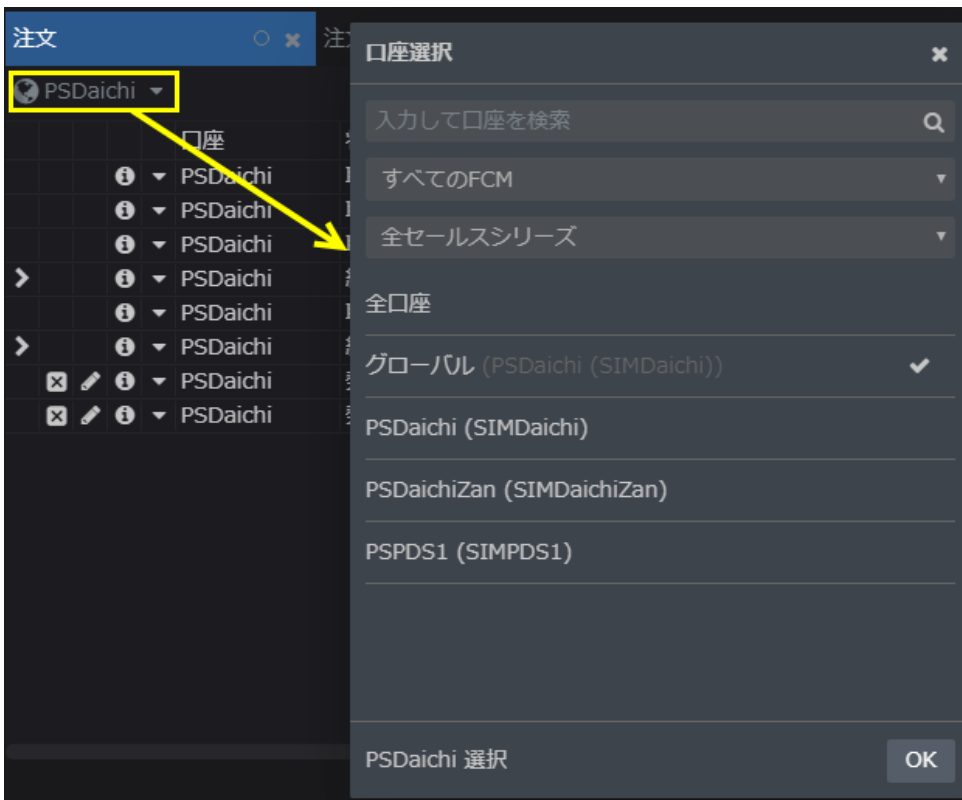 注文
注
PSDaichi
口座
PSDaichi
PSDaichi
PSDaichi
PSDaichi
PSDaichi
PSDaichi
PSDaichi
PSDaichi
口座選択
入力して口座を検索
すべてのFCM
全セールスシリーズ
全口座
グローバル (PSDaichi (SIMDaichi))
PSDaichi (SIMDaichi)
PSDaichiZan (SIMDaichiZan)
PSPDS1 (SIMPDS1)
PSDaichi 選択
OK